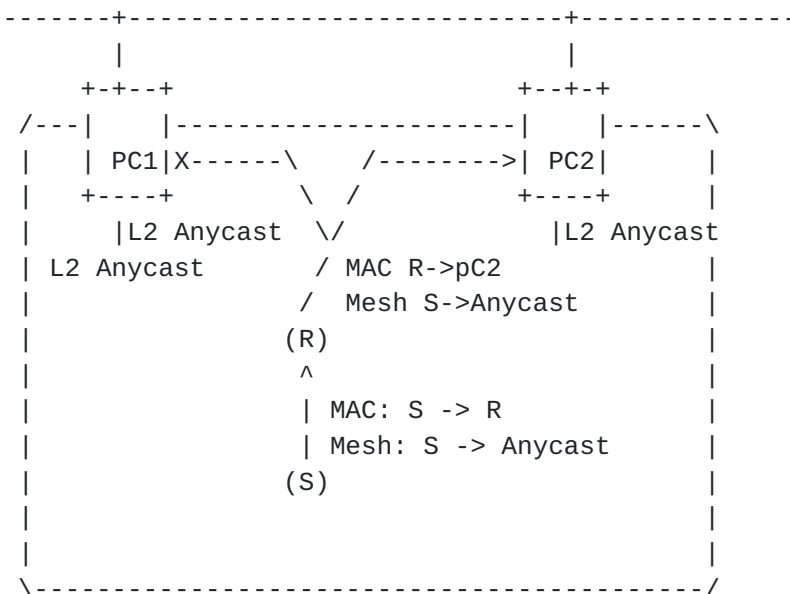 PC1 X PC2
L2 Anycast L2 Anycast
L2 Anycast MAC R->pC2
Mesh S->Anycast
(R)
MAC: S -> R
Mesh: S -> Anycast
(S)